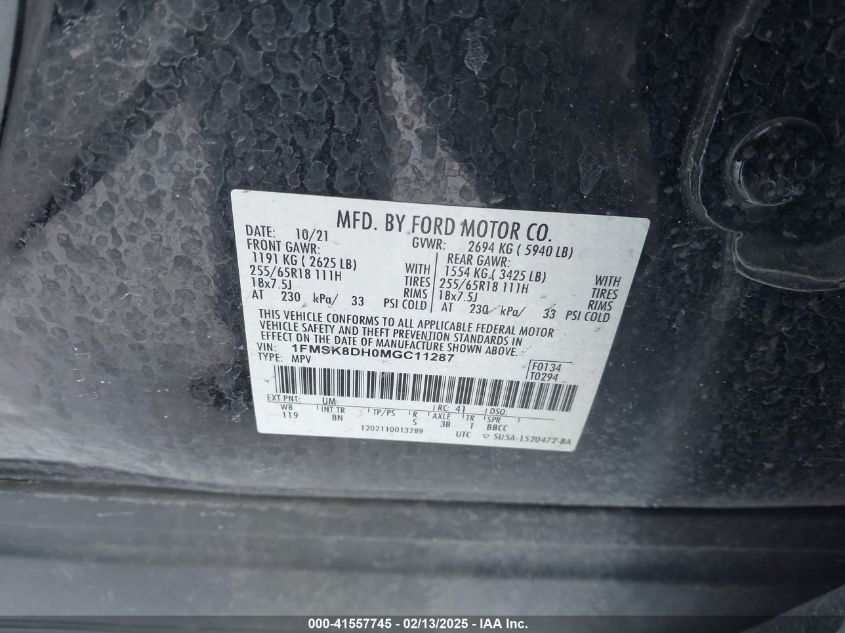 MFD. BY FORD MOTOR CO.
DATE: 10/21 GVWR: 2694 KG ( 5940 LB)
FRONT GAWR: REAR GAWR:
1191 KG ( 2625 LB) WITH 1554 KG ( 3425 LB) WITH
255/65R18 111H TIRES 255/65R18 111H TIRES
18x7.5J RIMS 18x7.5J RIMS
AT 230 kPa/ 33 PSI COLD AT 230 kPa/ 33 PSI COLD
THIS VEHICLE CONFORMS TO ALL APPLICABLE FEDERAL MOTOR
VEHICLE SAFETY AND THEFT PREVENTION STANDARDS IN
EFFECT ON THE DATE OF MANUFACTURE SHOWN ABOVE.
VIN: 1FMSK8DH0MGC11287
TYPE: MPV
F0134
T0294
EXT PNT: UM RC: 41 DSO:
WB INT TR TP/PS R AXLE TR SPR
119 8N S 3B T BBCC
1202110013289 UTC 5U5A-1520472-BA
000-41557745 - 02/13/2025 - IAA Inc.